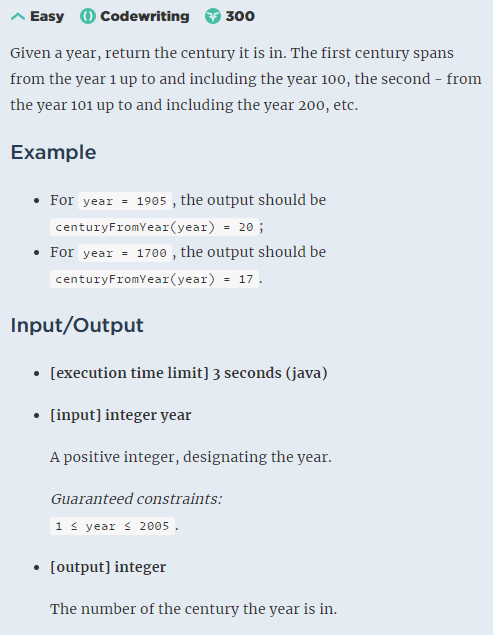 Easy Codewriting 300
Given a year, return the century it is in. The first century spans
from the year 1 up to and including the year 100, the second - from
the year 101 up to and including the year 200, etc.
Example
• For year = 1905 , the output should be
centuryFromYear(year) = 20 ;
• For year = 1700 , the output should be
centuryFromYear(year) = 17 .
Input/Output
• [execution time limit] 3 seconds (java)
• [input] integer year
A positive integer, designating the year.
Guaranteed constraints:
1 ≤ year ≤ 2005 .
• [output] integer
The number of the century the year is in.